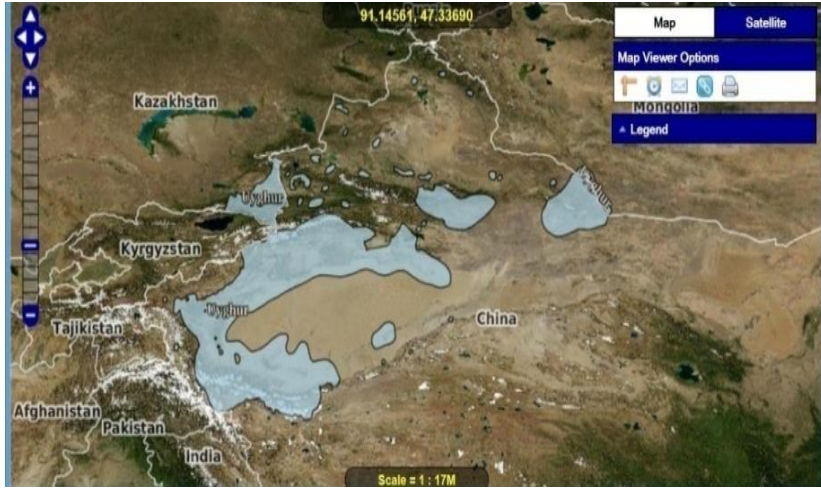 91.14561, 47.33690
Map
Satellite
Map Viewer Options
Kazakhstan
Mongolia
Legend
Uyghur
Uyghur
Kyrgyzstan
Uyghur
China
Tajikistan
Afghanistan
Pakistan
India
Scale = 1 : 17M